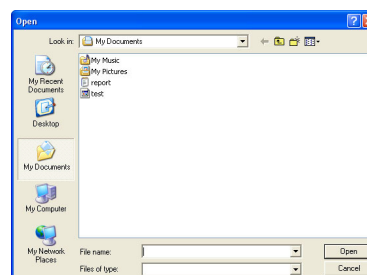 Open
Look in:
My Documents
My Music
My Pictures
report
test
My Recent
Documents
Desktop
My Documents
My Computer
My Network
Places
File name:
Open
Files of type:
Cancel